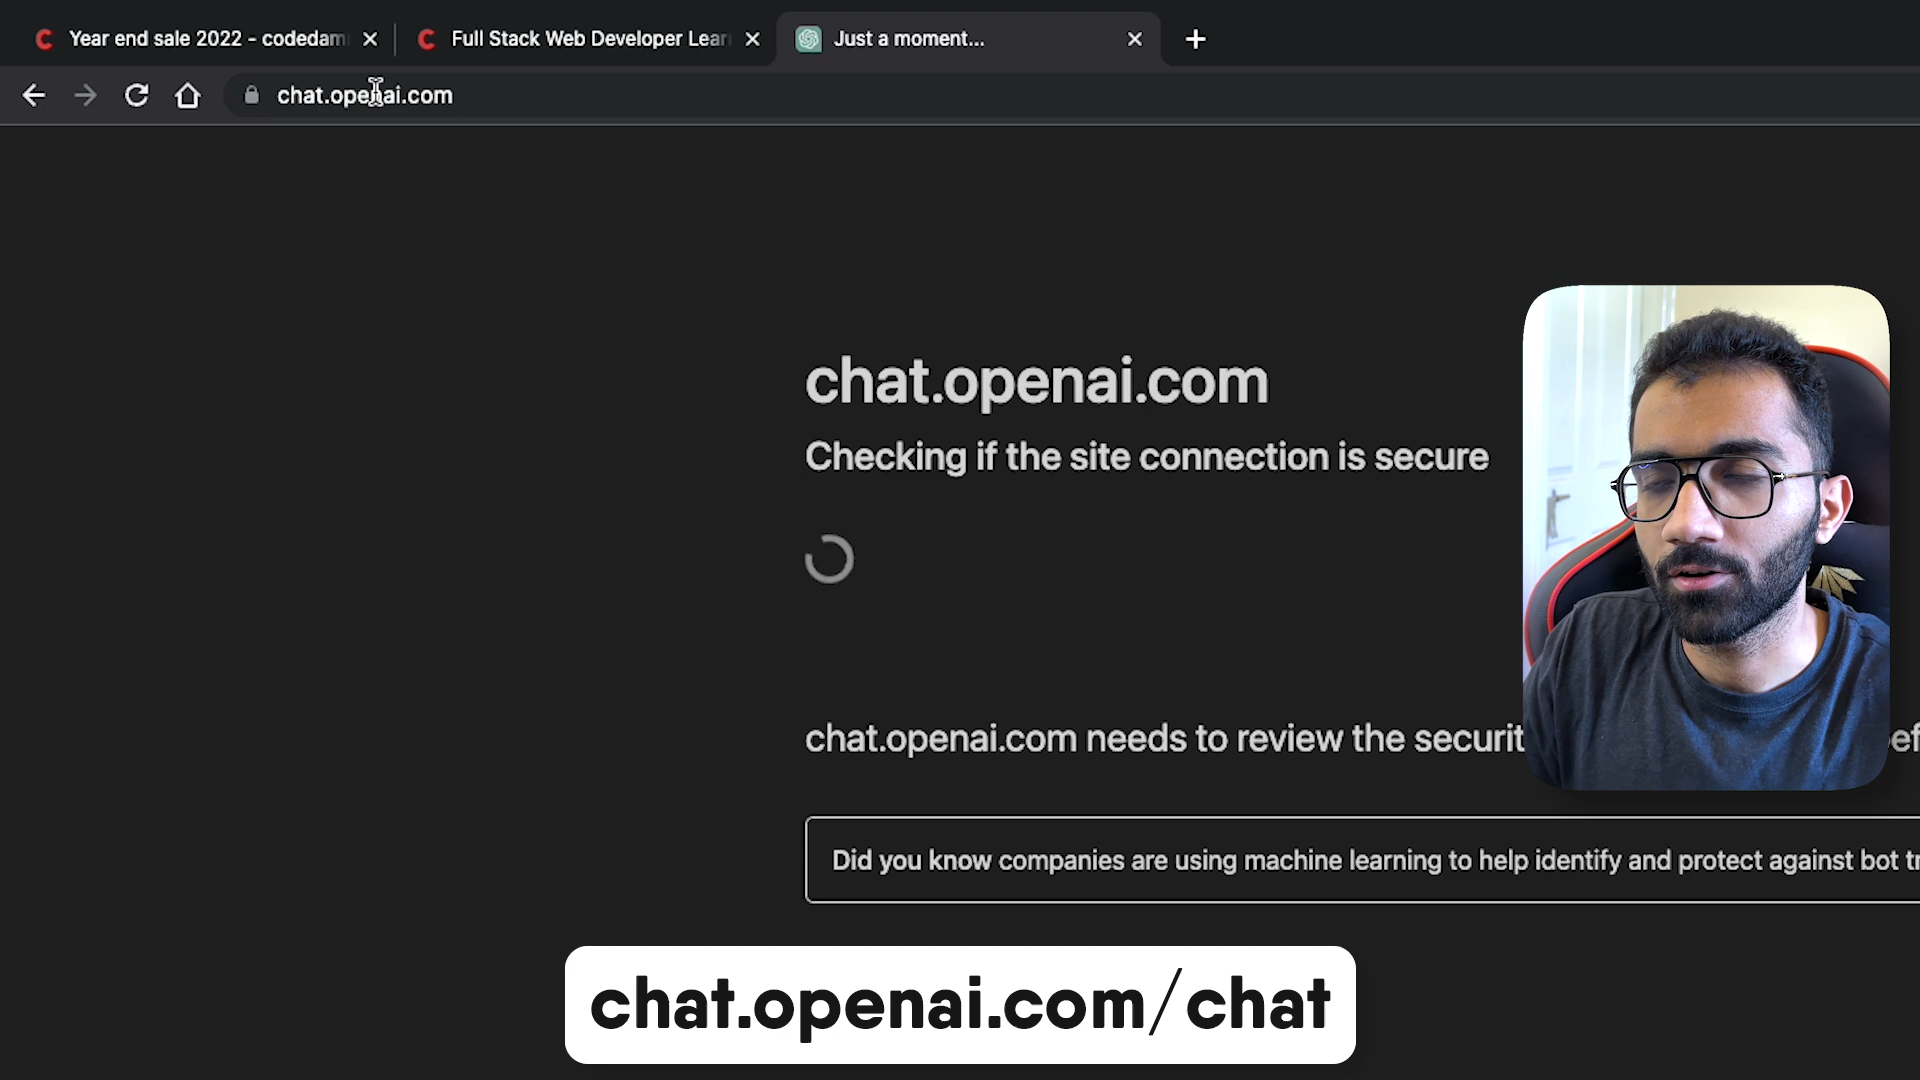 Year end sale 2022 - codedam
Full Stack Web Developer Lear
Just a moment...
chat.openai.com
chat.openai.com
Checking if the site connection is secure
chat.openai.com needs to review the securit
ef
Did you know companies are using machine learning to help identify and protect against bot tr
chat.openai.com/chat